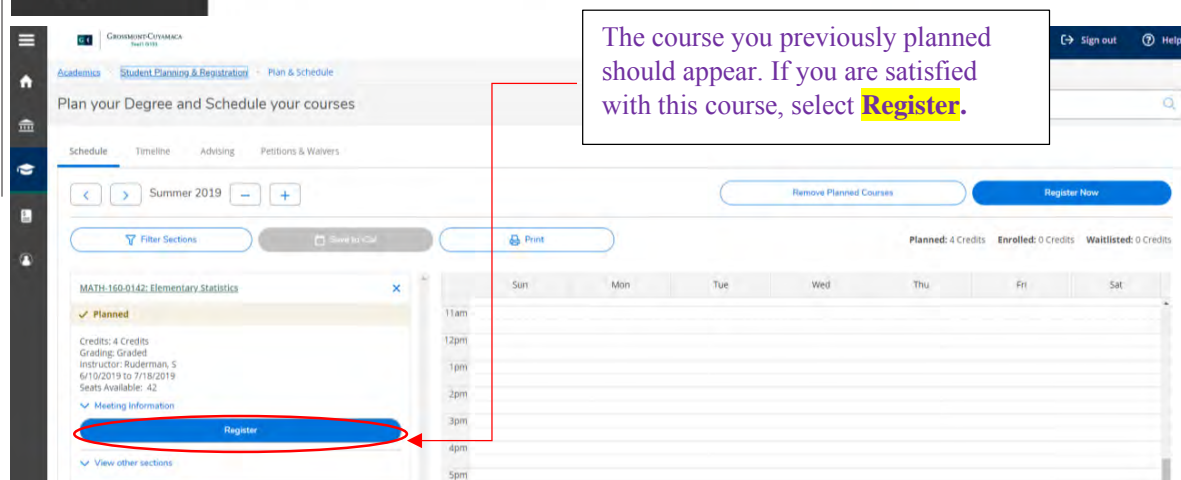 GROSSMONT-CUYAMACA
The course you previously planned
should appear. If you are satisfied
with this course, select Register.
Sign out Help
Academics Student Planning & Registration Plan & Schedule
Plan your Degree and Schedule your courses
Schedule Timeline Advising Petitions & Waivers
< > Summer 2019 − +
Remove Planned Courses Register Now
Filter Sections Save to iCal Print
Planned: 4 Credits Enrolled: 0 Credits Waitlisted: 0 Credits
MATH-160-0142: Elementary Statistics
Sun Mon Tue Wed Thu Fri Sat
✓ Planned
Credits: 4 Credits
Grading: Graded
Instructor: Ruderman, S
6/10/2019 to 7/18/2019
Seats Available: 42
Meeting Information
Register
View other sections
11am
12pm
1pm
2pm
3pm
4pm
5pm